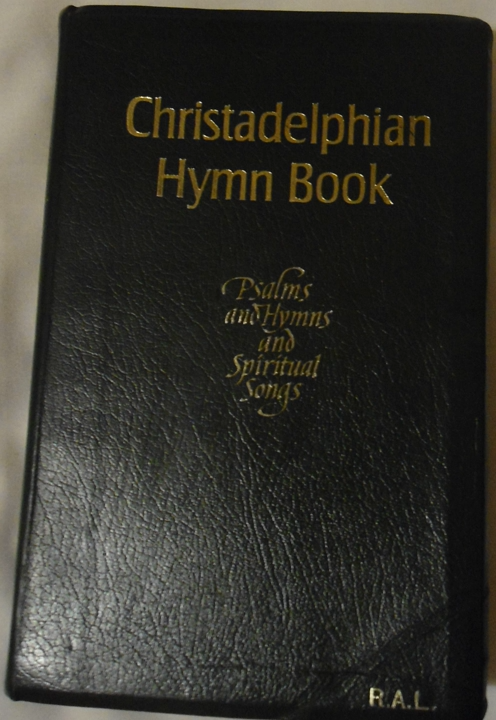 Christadelphian
Hymn Book
Psalms
and Hymns
and
Spiritual
Songs
R.A.L.